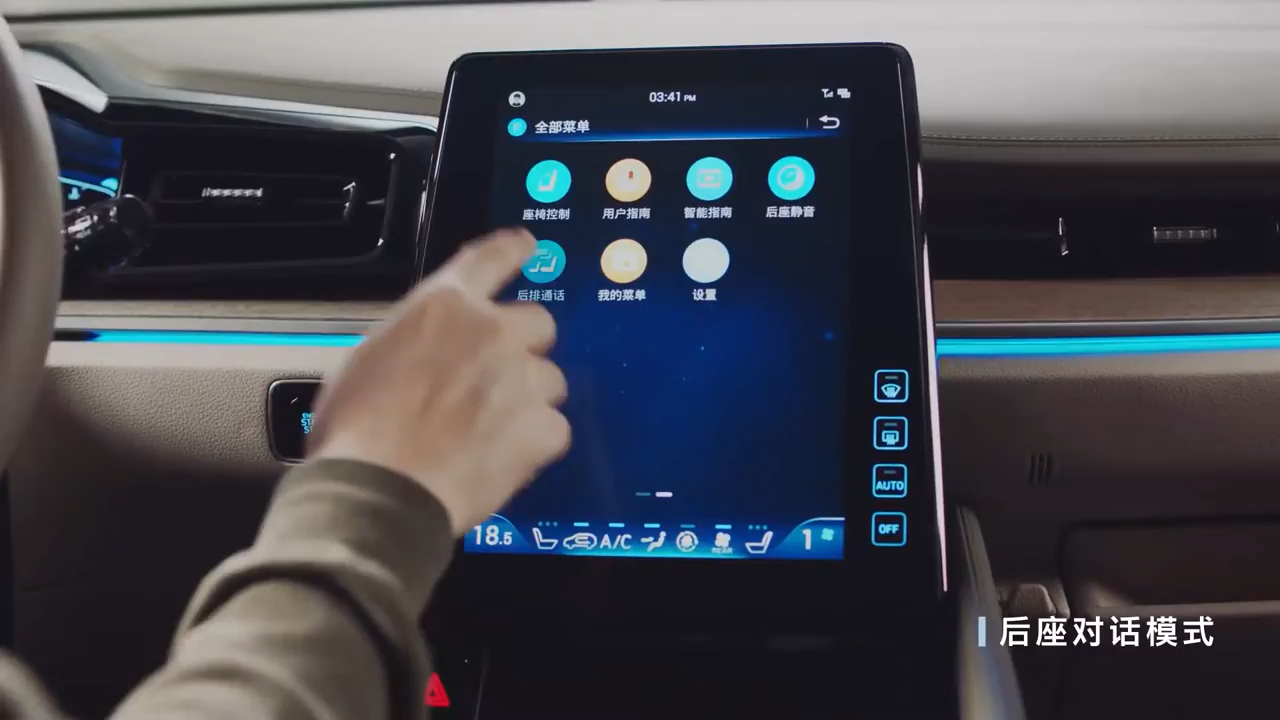 03:41 PM
全部菜单
座椅控制 用户指南 智能指南 后座静音
后排通话 我的菜单 设置
AUTO
OFF
18.5 A/C 1
后座对话模式